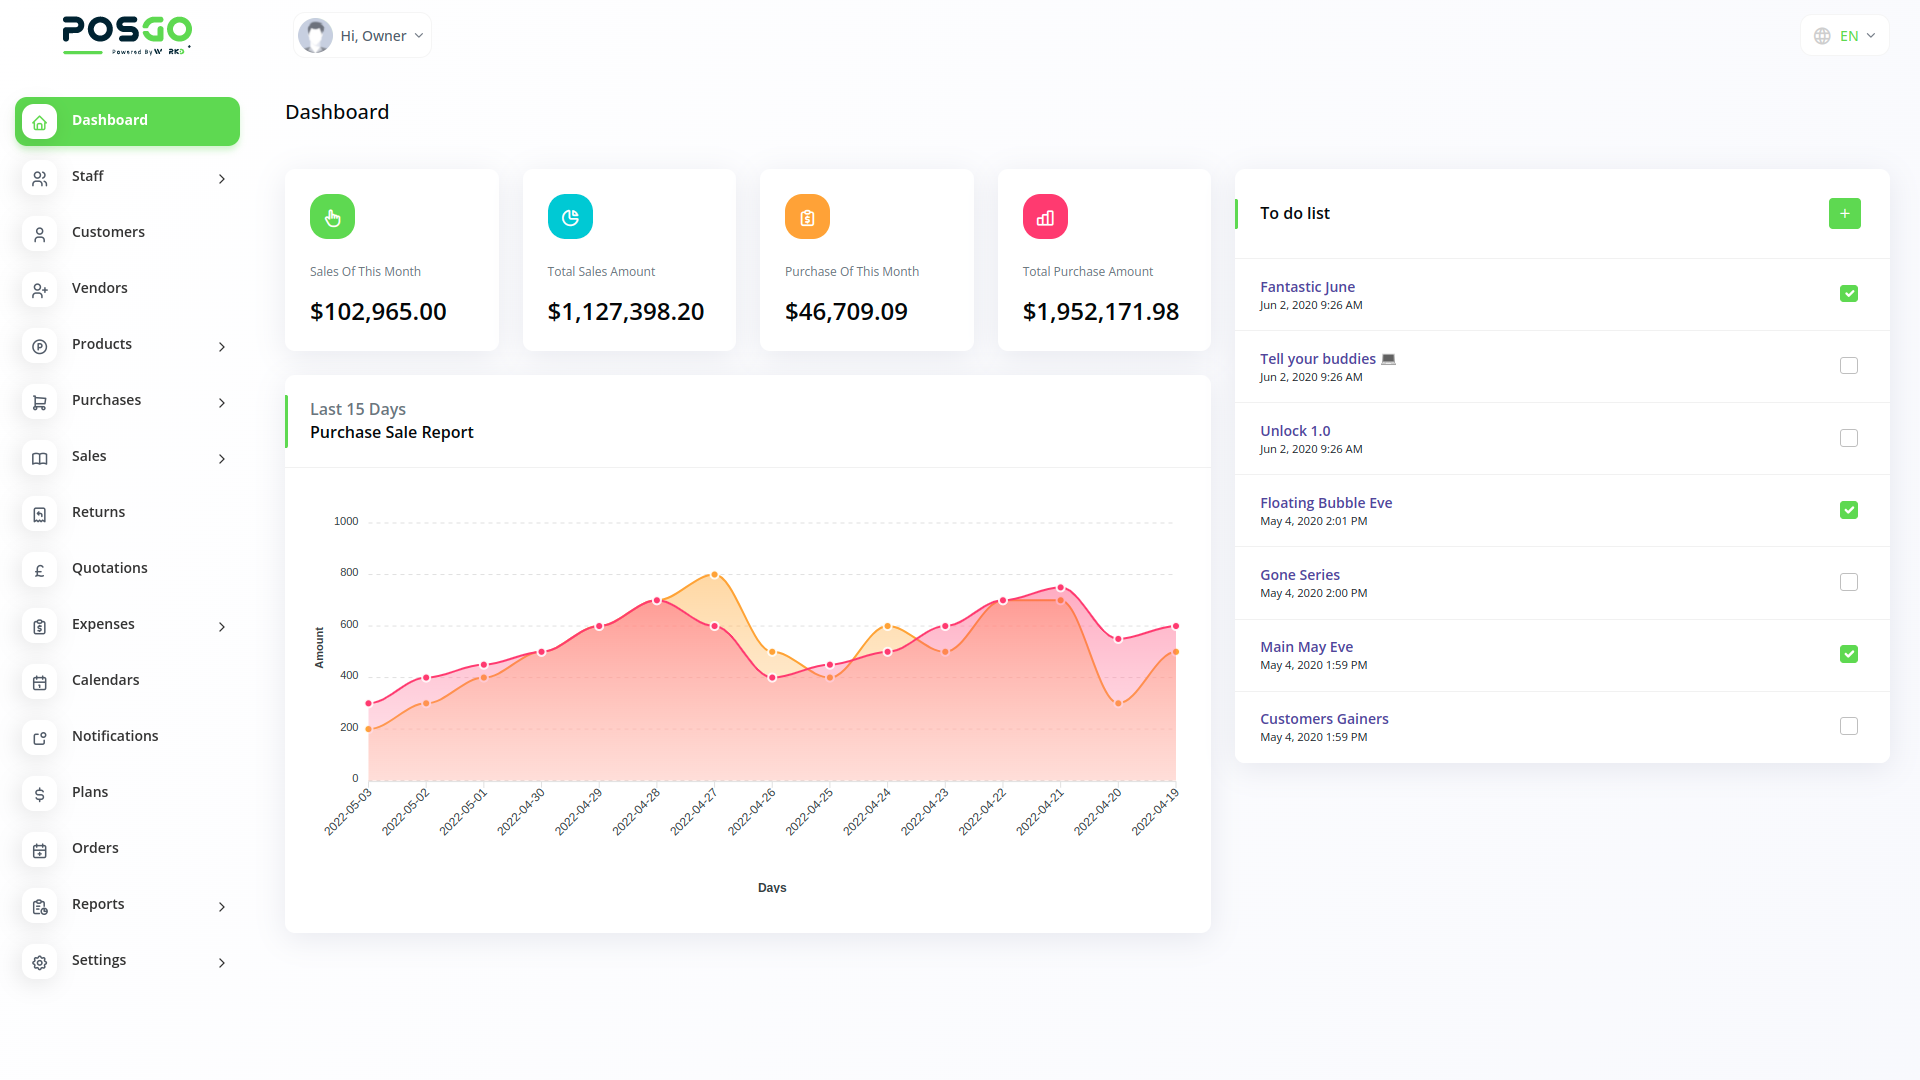 POSGO
Powered By W RKD
Hi, Owner
EN
Dashboard
Staff
Customers
Vendors
Products
Purchases
Sales
Returns
Quotations
Expenses
Calendars
Notifications
Plans
Orders
Reports
Settings
Dashboard
Sales Of This Month
$102,965.00
Total Sales Amount
$1,127,398.20
Purchase Of This Month
$46,709.09
Total Purchase Amount
$1,952,171.98
Last 15 Days
Purchase Sale Report
1000
800
600
400
200
0
Amount
2022-05-03
2022-05-02
2022-05-01
2022-04-30
2022-04-29
2022-04-28
2022-04-27
2022-04-26
2022-04-25
2022-04-24
2022-04-23
2022-04-22
2022-04-21
2022-04-20
2022-04-19
Days
To do list
+
Fantastic June
Jun 2, 2020 9:26 AM
Tell your buddies 💻
Jun 2, 2020 9:26 AM
Unlock 1.0
Jun 2, 2020 9:26 AM
Floating Bubble Eve
May 4, 2020 2:01 PM
Gone Series
May 4, 2020 2:00 PM
Main May Eve
May 4, 2020 1:59 PM
Customers Gainers
May 4, 2020 1:59 PM